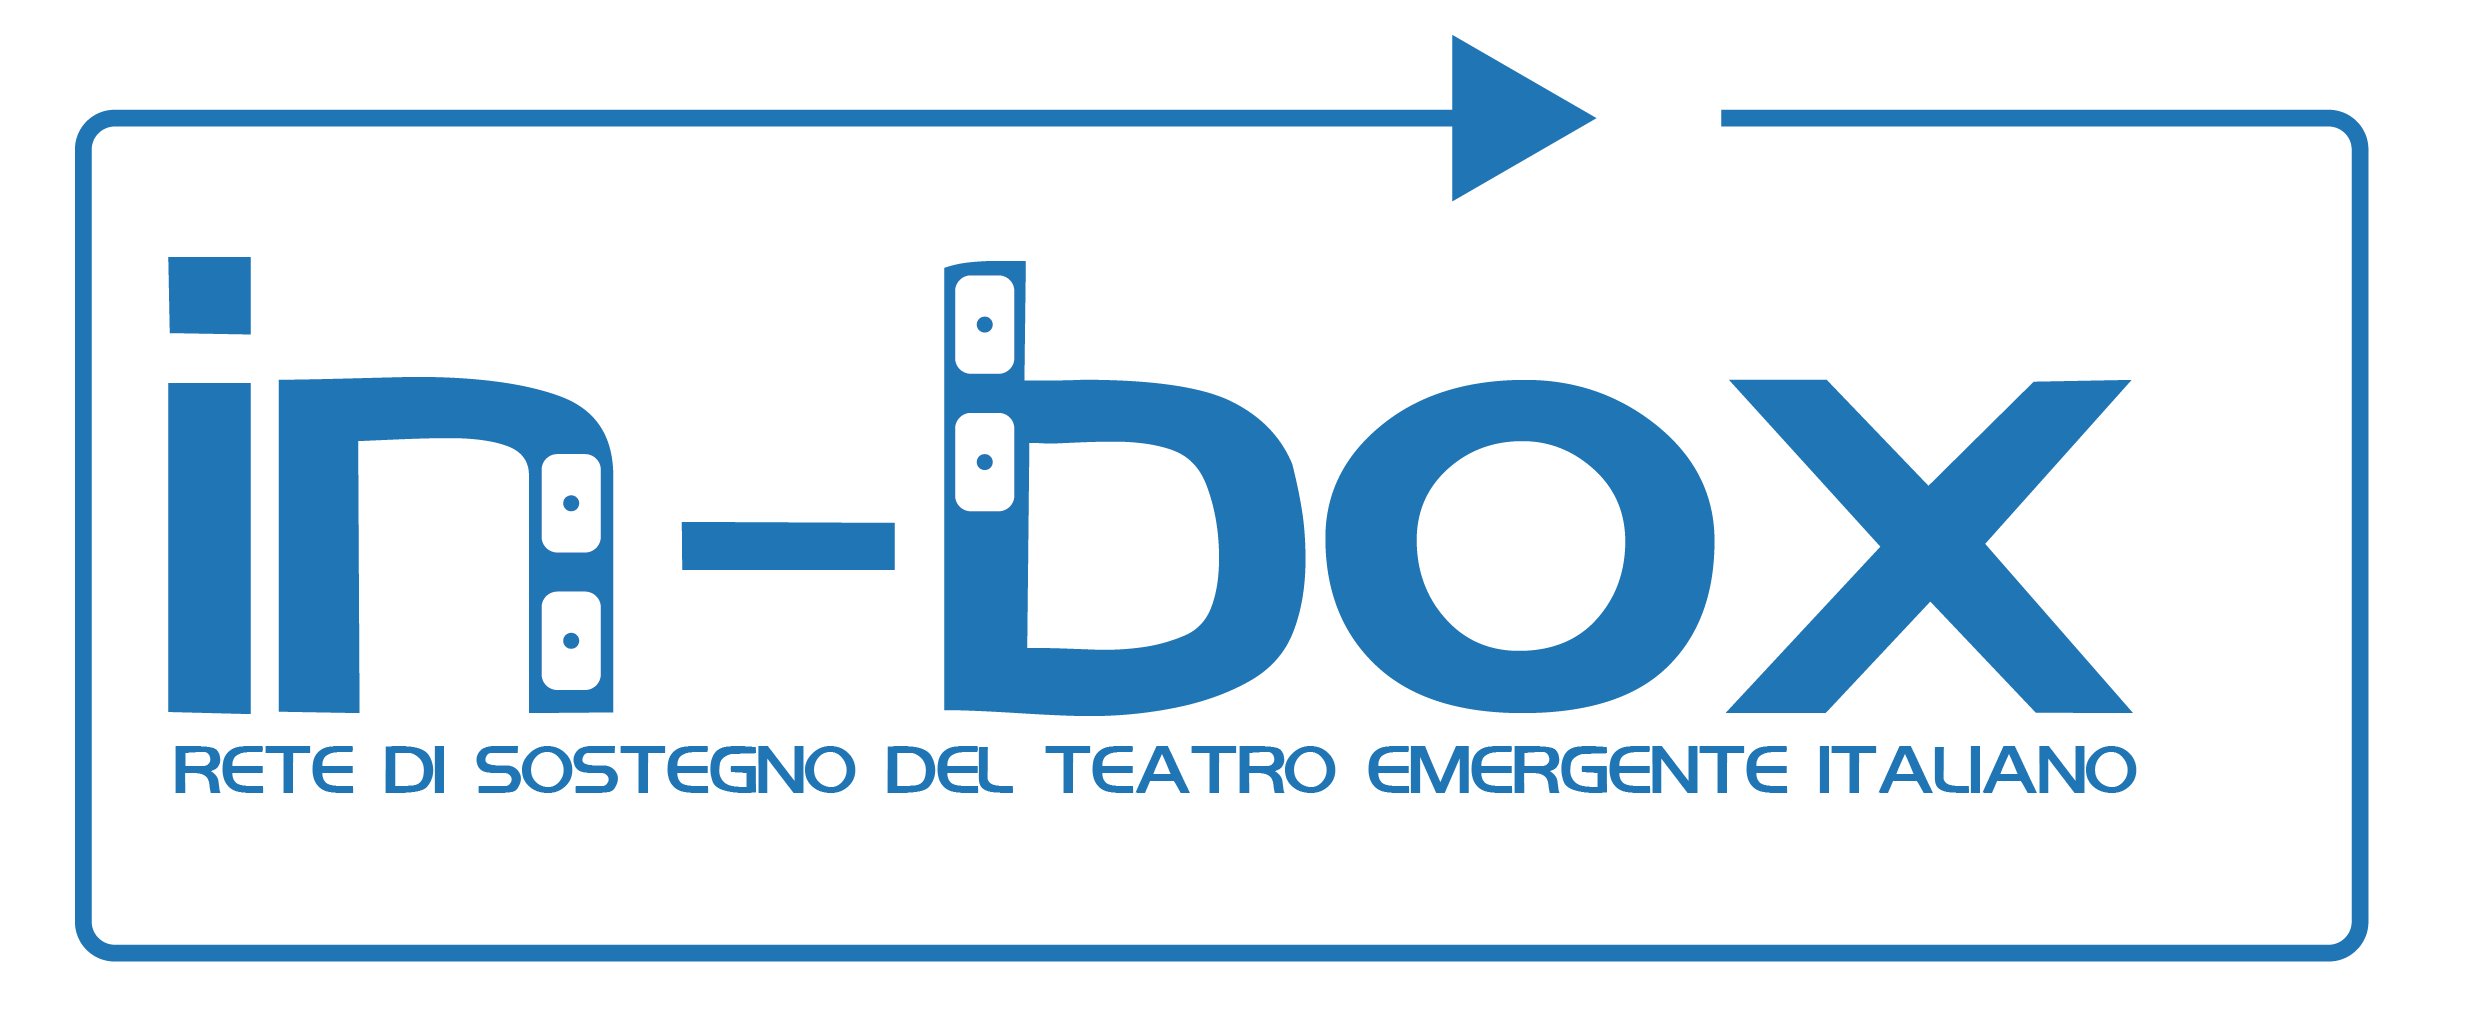 in-box
RETE DI SOSTEGNO DEL TEATRO EMERGENTE ITALIANO